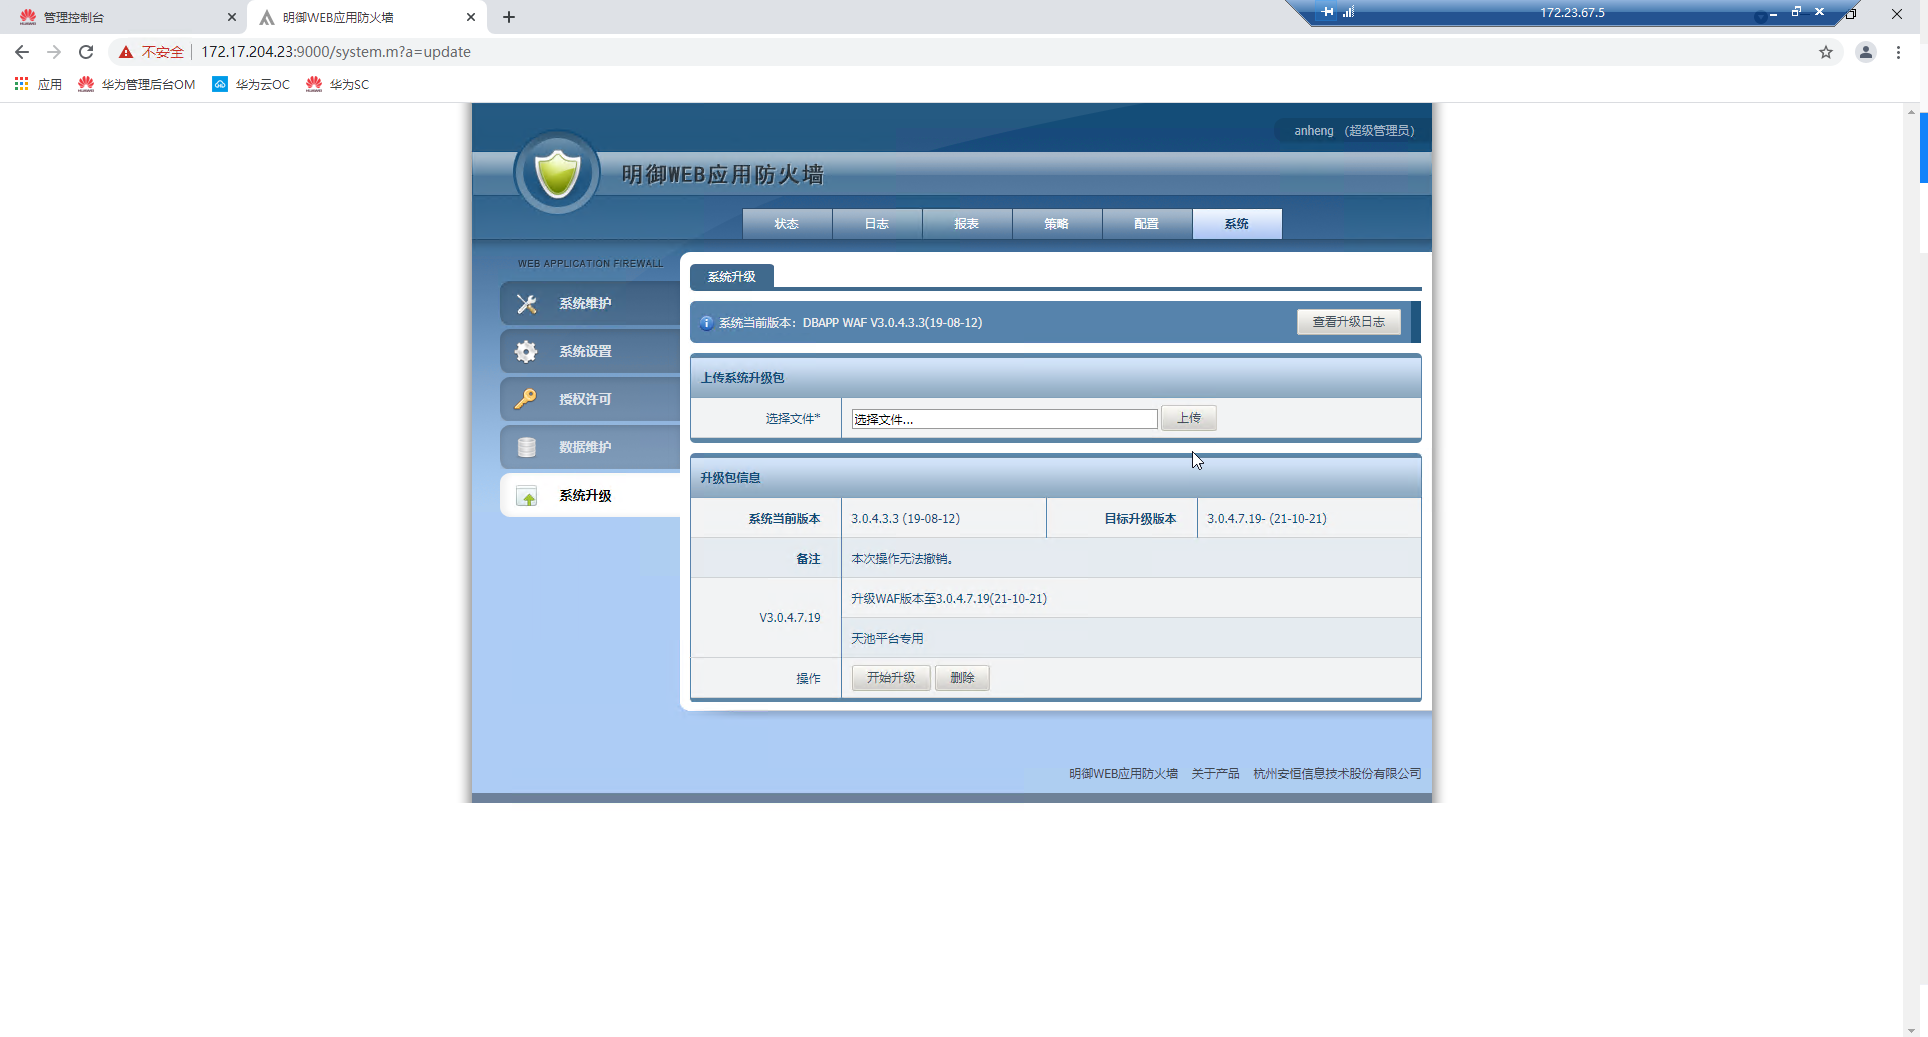 管理控制台
明御WEB应用防火墙
172.23.67.5
不安全
172.17.204.23:9000/system.m?a=update
应用
华为管理后台OM
华为云OC
华为SC
anheng （超级管理员）
明御WEB应用防火墙
状态
日志
报表
策略
配置
系统
WEB APPLICATION FIREWALL
系统维护
系统设置
授权许可
数据维护
系统升级
系统升级
系统当前版本：DBAPP WAF V3.0.4.3.3(19-08-12)
查看升级日志
上传系统升级包
选择文件*
选择文件...
上传
升级包信息
系统当前版本
3.0.4.3.3 (19-08-12)
目标升级版本
3.0.4.7.19- (21-10-21)
备注
本次操作无法撤销。
V3.0.4.7.19
升级WAF版本至3.0.4.7.19(21-10-21)
天池平台专用
操作
开始升级
删除
明御WEB应用防火墙
关于产品
杭州安恒信息技术股份有限公司